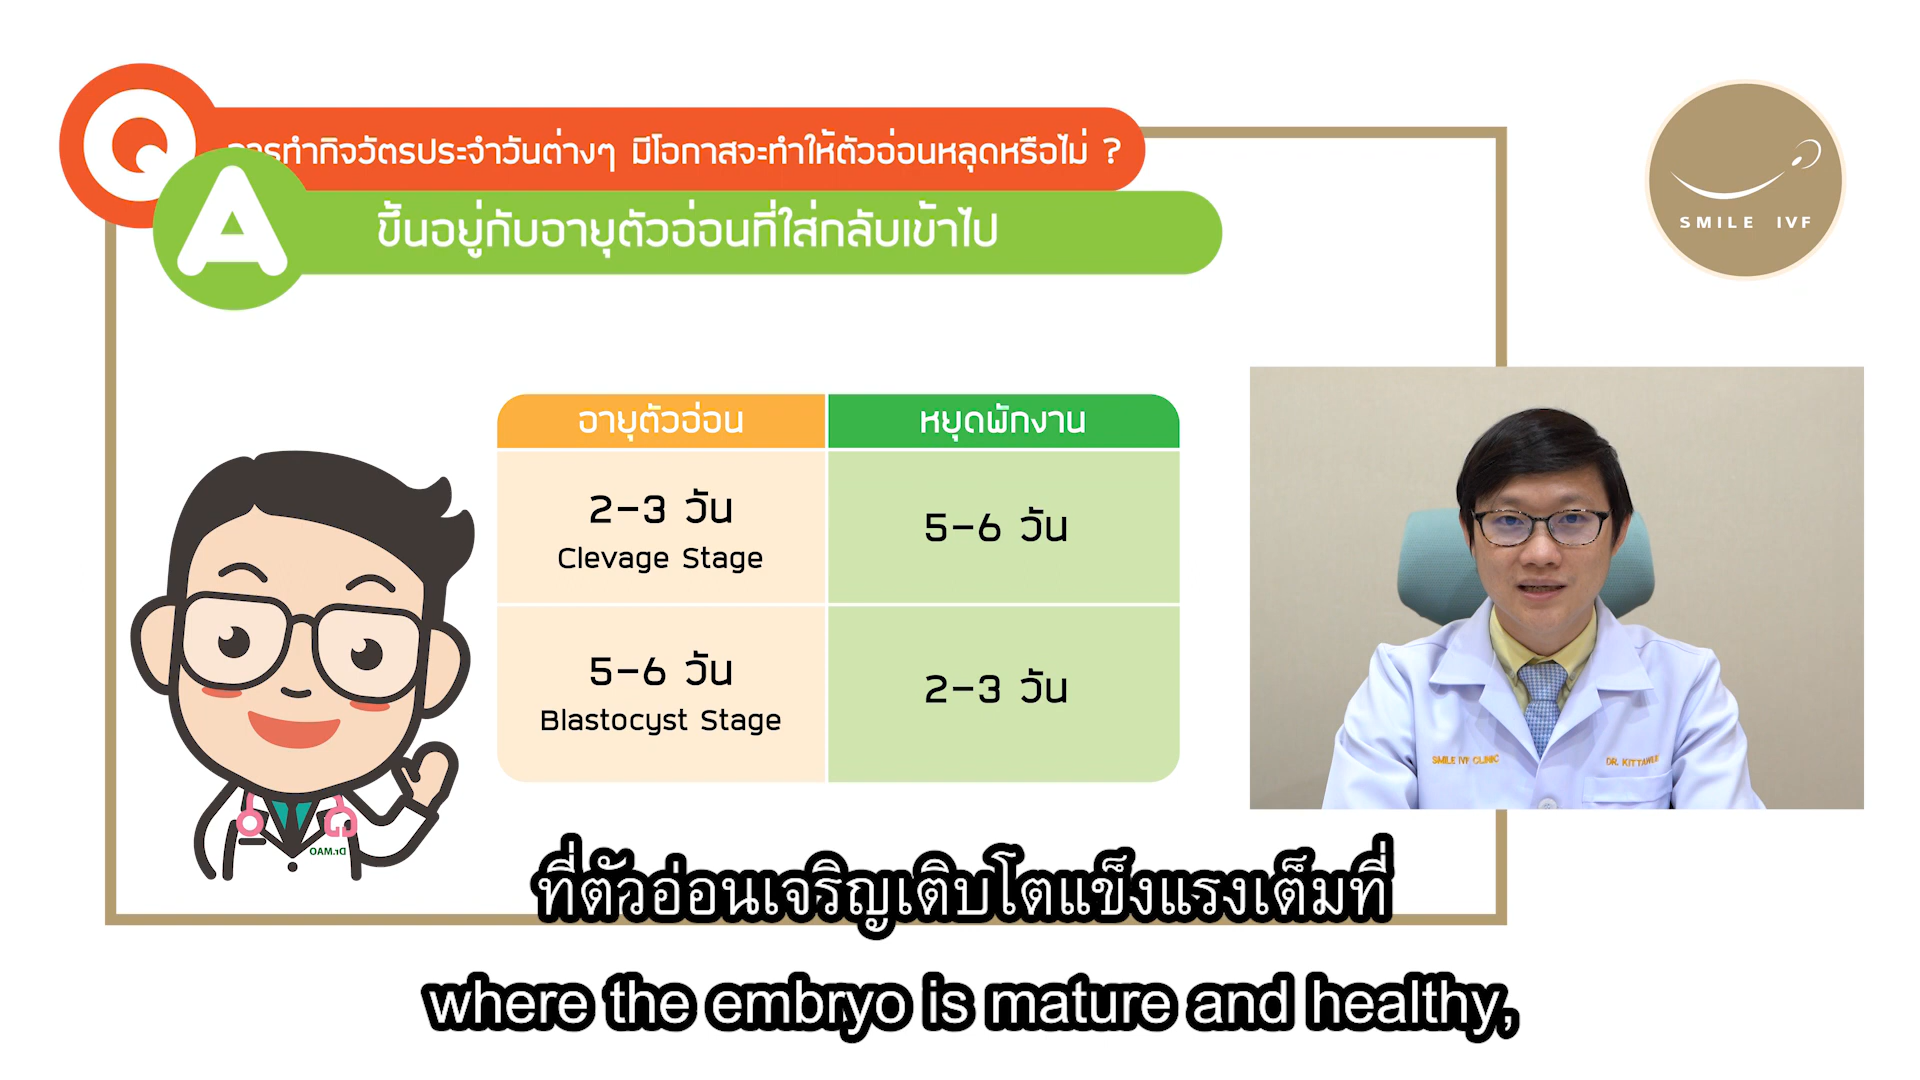 Q
การทำกิจวัตรประจำวันต่างๆ มีโอกาสจะทำให้ตัวอ่อนหลุดหรือไม่ ?
A
ขึ้นอยู่กับอายุตัวอ่อนที่ใส่กลับเข้าไป
SMILE IVF
อายุตัวอ่อน
หยุดพักงาน
2-3 วัน
Clevage Stage
5-6 วัน
5-6 วัน
Blastocyst Stage
2-3 วัน
SMILE IVF CLINIC
Dr.MAO
ที่ตัวอ่อนเจริญเติบโตแข็งแรงเต็มที่
where the embryo is mature and healthy,